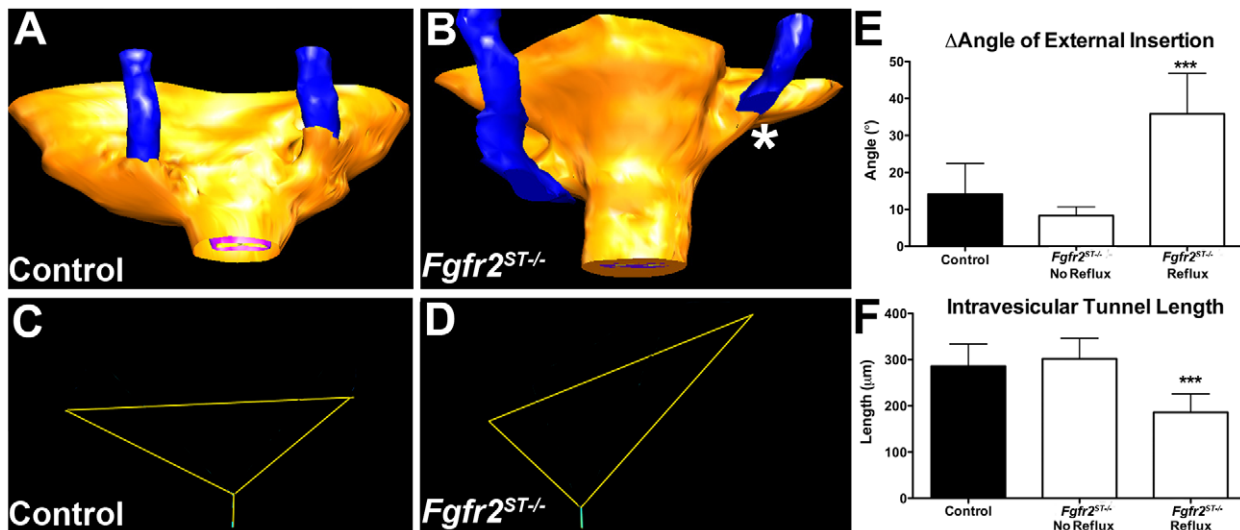 A
Control
B
*
Fgfr2ST-/-
C
Control
D
Fgfr2ST-/-
E
ΔAngle of External Insertion
Angle (°)
50
40
30
20
10
0
***
Control
Fgfr2ST-/-
No Reflux
Fgfr2ST-/-
Reflux
F
Intravesicular Tunnel Length
Length (µm)
400
300
200
100
0
***
Control
Fgfr2ST-/-
No Reflux
Fgfr2ST-/-
Reflux